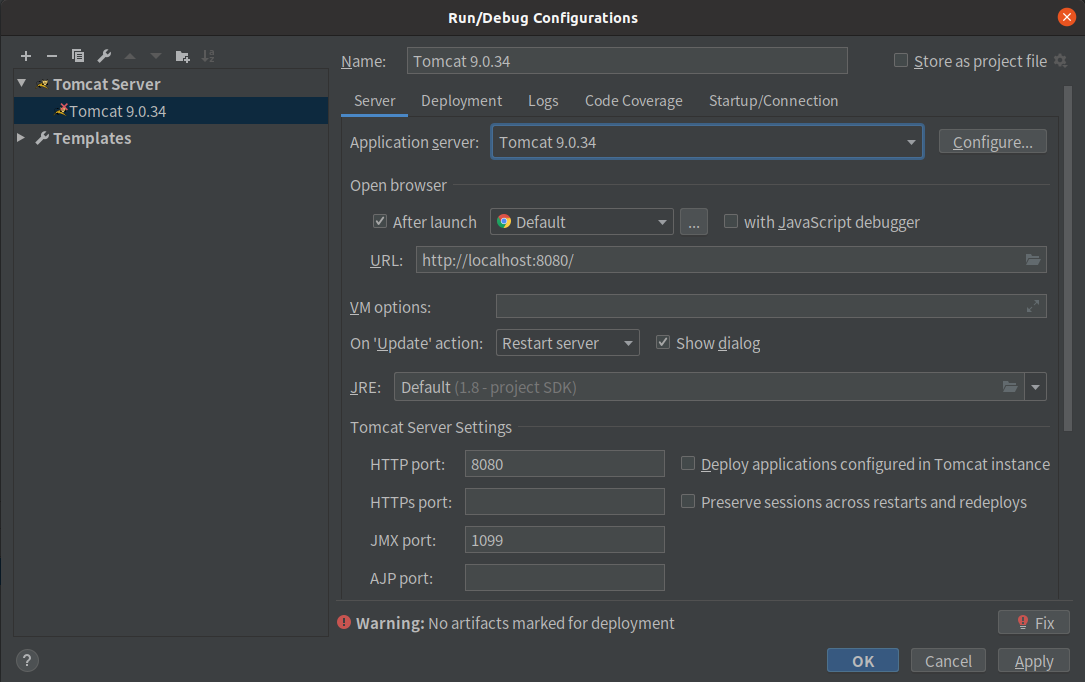 Run/Debug Configurations
Name: Tomcat 9.0.34 Store as project file
Tomcat Server
Tomcat 9.0.34
Templates
Server Deployment Logs Code Coverage Startup/Connection
Application server: Tomcat 9.0.34 Configure...
Open browser
After launch Default ... with JavaScript debugger
URL: http://localhost:8080/
VM options:
On 'Update' action: Restart server Show dialog
JRE: Default (1.8 - project SDK)
Tomcat Server Settings
HTTP port: 8080 Deploy applications configured in Tomcat instance
HTTPs port: Preserve sessions across restarts and redeploys
JMX port: 1099
AJP port:
Warning: No artifacts marked for deployment Fix
? OK Cancel Apply